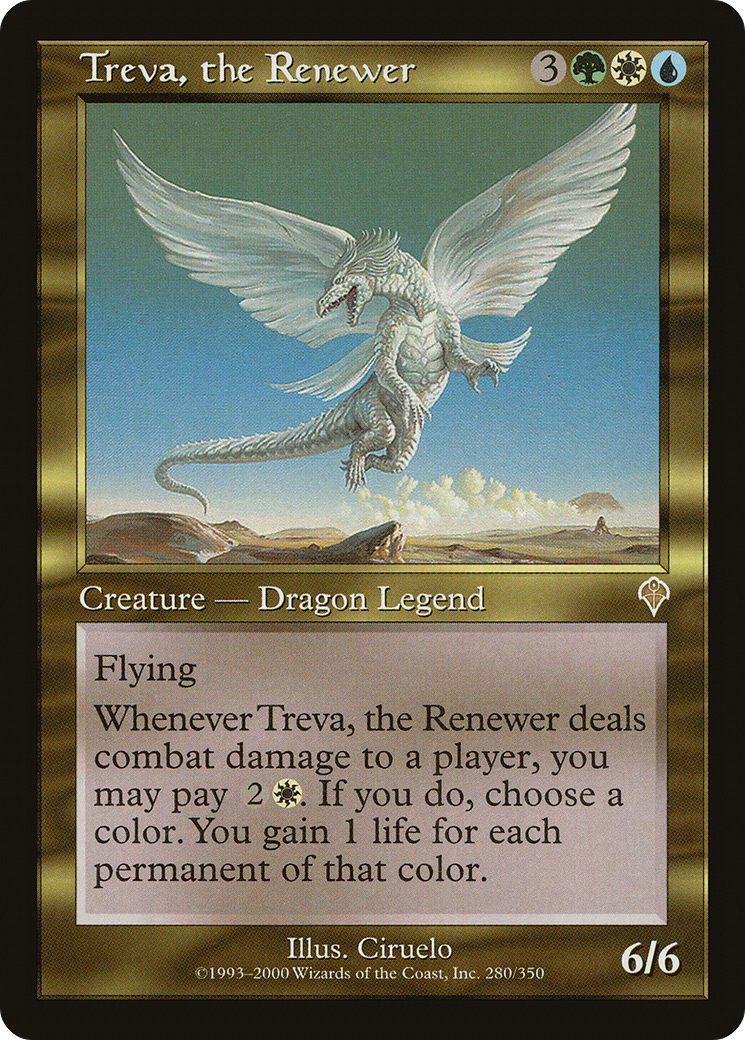 Treva, the Renewer 3
Creature — Dragon Legend
Flying
Whenever Treva, the Renewer deals
combat damage to a player, you
may pay 2 . If you do, choose a
color. You gain 1 life for each
permanent of that color.
Illus. Ciruelo
6/6
©1993–2000 Wizards of the Coast, Inc. 280/350